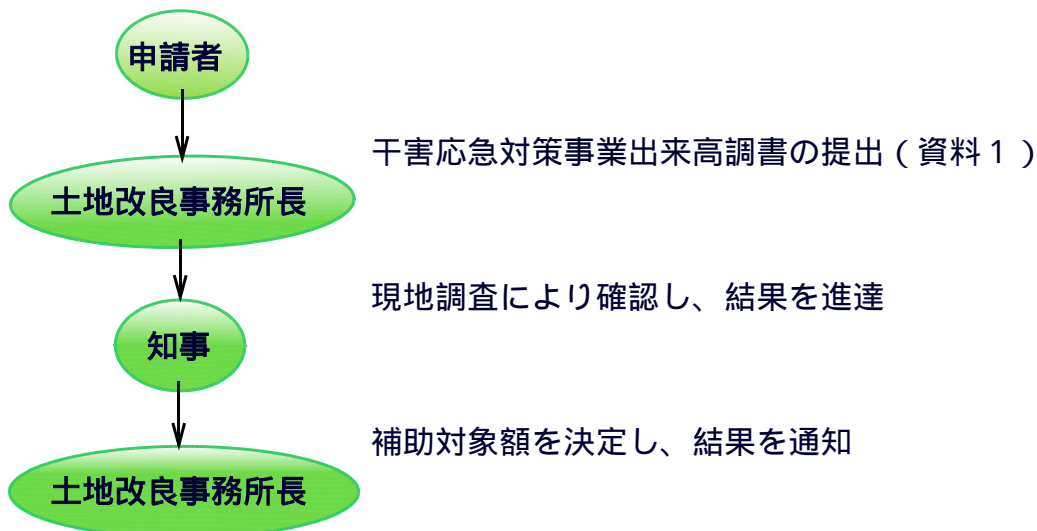 申請者
干害応急対策事業出来高調書の提出(資料1)
土地改良事務所長
現地調査により確認し、結果を進達
知事
補助対象額を決定し、結果を通知
土地改良事務所長